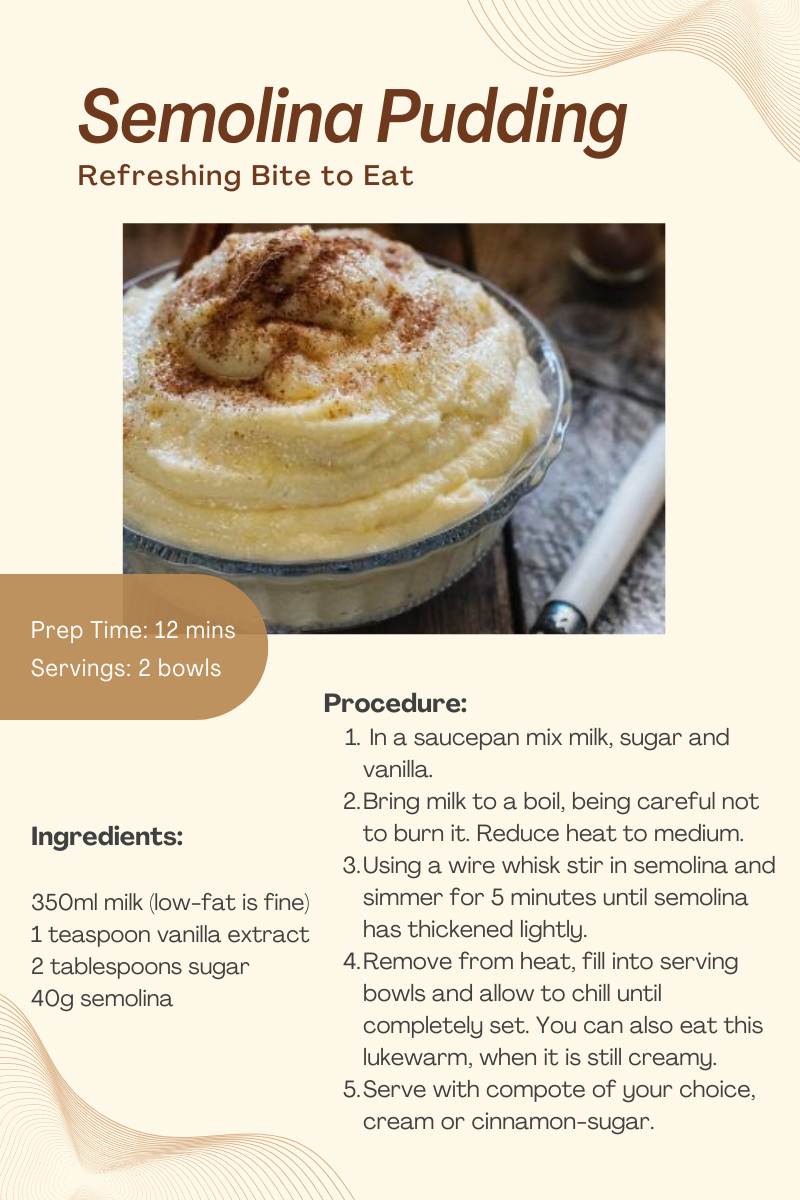 Semolina Pudding
Refreshing Bite to Eat
Prep Time: 12 mins
Servings: 2 bowls
Ingredients:
350ml milk (low-fat is fine)
1 teaspoon vanilla extract
2 tablespoons sugar
40g semolina
Procedure:
1. In a saucepan mix milk, sugar and
vanilla.
2.Bring milk to a boil, being careful not
to burn it. Reduce heat to medium.
3.Using a wire whisk stir in semolina and
simmer for 5 minutes until semolina
has thickened lightly.
4.Remove from heat, fill into serving
bowls and allow to chill until
completely set. You can also eat this
lukewarm, when it is still creamy.
5.Serve with compote of your choice,
cream or cinnamon-sugar.